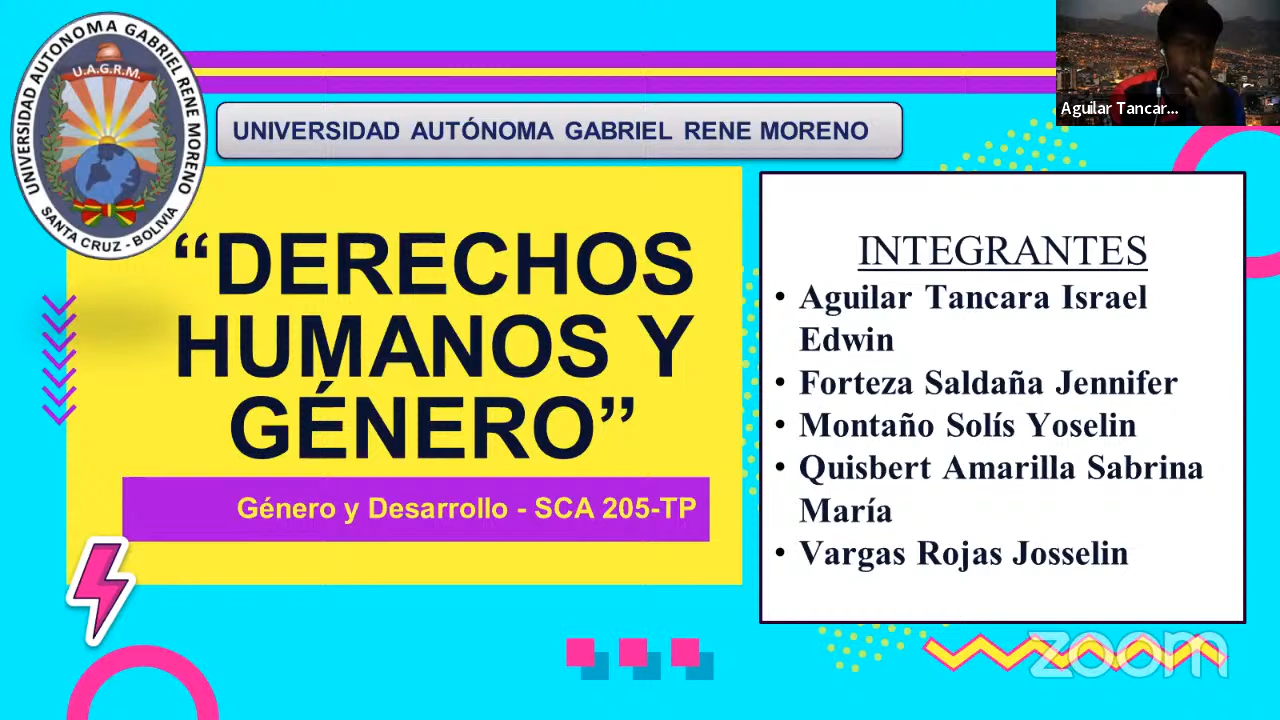 UNIVERSIDAD AUTONOMA GABRIEL RENE MORENO
U.A.G.R.M.
SANTA CRUZ - BOLIVIA
UNIVERSIDAD AUTÓNOMA GABRIEL RENE MORENO
Aguilar Tancar...
“DERECHOS
HUMANOS Y
GÉNERO”
Género y Desarrollo - SCA 205-TP
INTEGRANTES
• Aguilar Tancara Israel
Edwin
• Forteza Saldaña Jennifer
• Montaño Solís Yoselin
• Quisbert Amarilla Sabrina
María
• Vargas Rojas Josselin
zoom